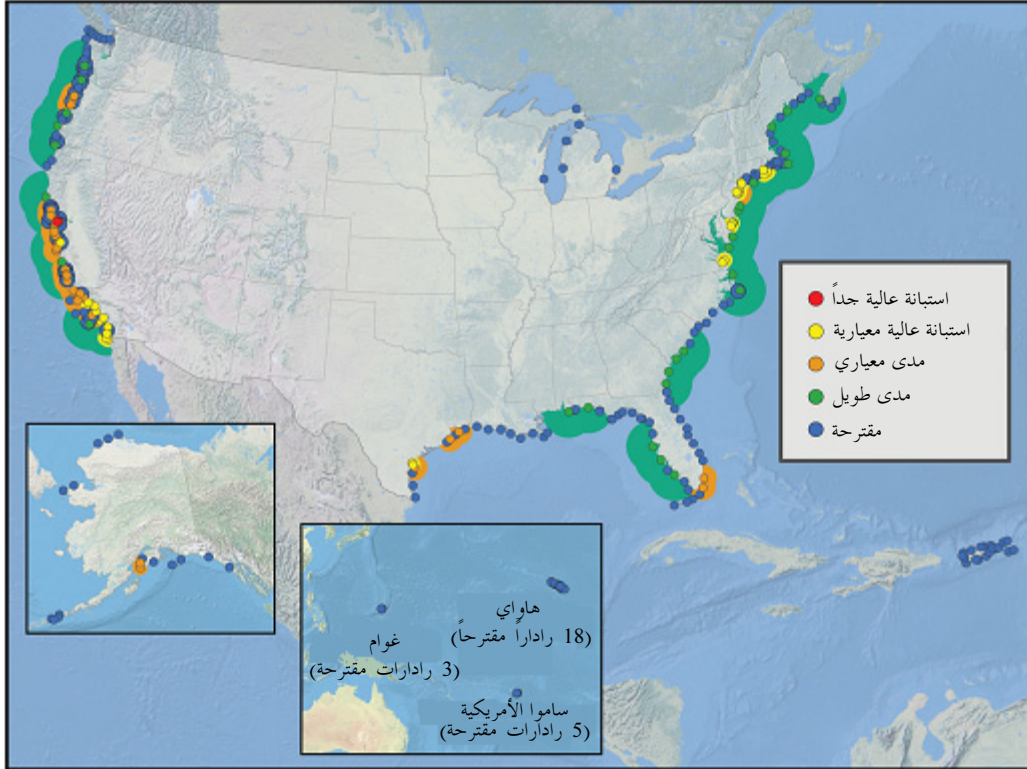 استبانة عالية جداً
استبانة عالية معيارية
مدى معياري
مدى طويل
مقترحة
هاواي
(18 راداراً مقترحاً)
غوام
(3 رادارات مقترحة)
ساموا الأمريكية
(5 رادارات مقترحة)